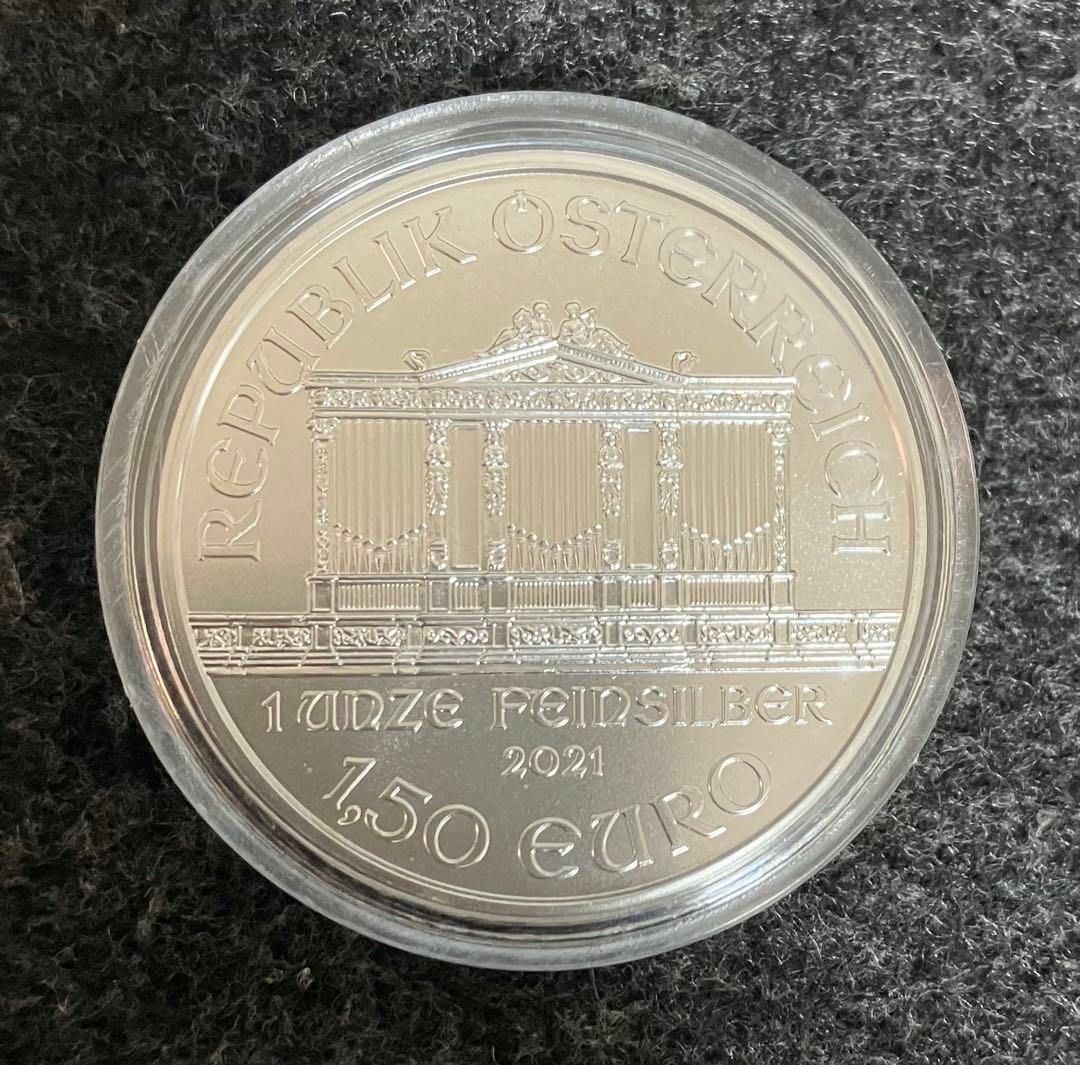 REPUBLIK ÖSTERREICH
1 UNZE FEINSILBER
2021
1,50 EURO